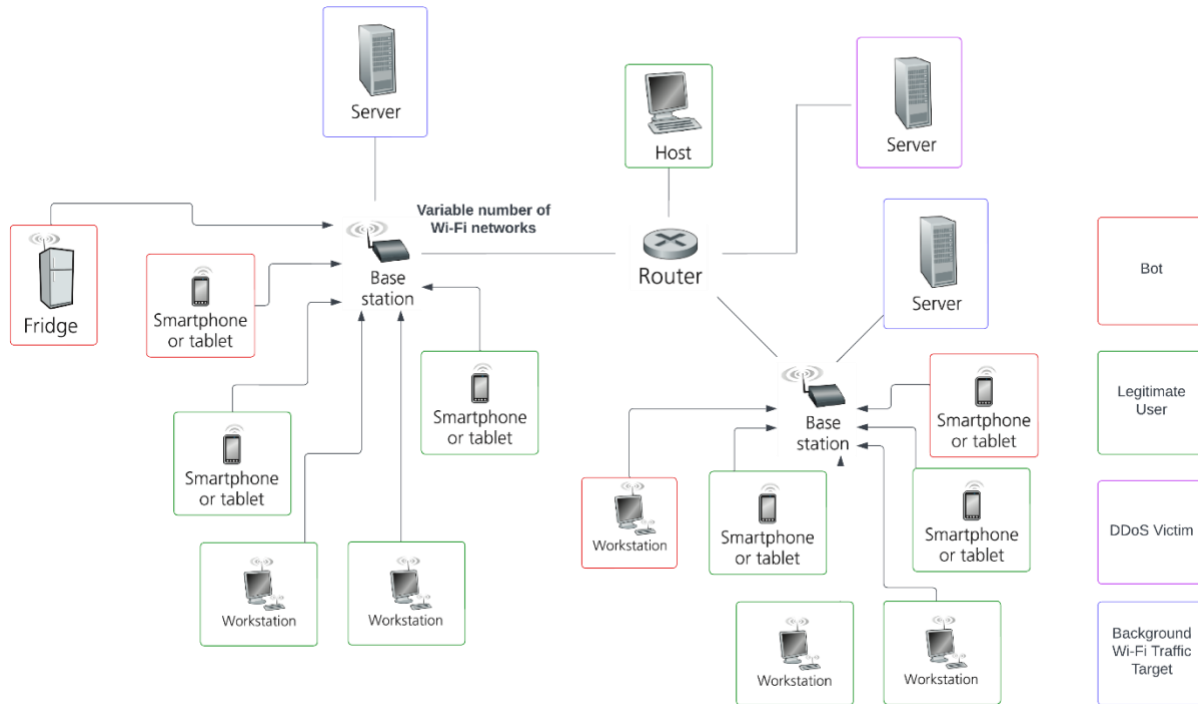 Server
Host
Server
Variable number of
Wi-Fi networks
Base
station
Router
Server
Fridge
Smartphone
or tablet
Smartphone
or tablet
Smartphone
or tablet
Workstation
Workstation
Base
station
Smartphone
or tablet
Workstation
Smartphone
or tablet
Smartphone
or tablet
Workstation
Workstation
Bot
Legitimate
User
DDoS Victim
Background
Wi-Fi Traffic
Target